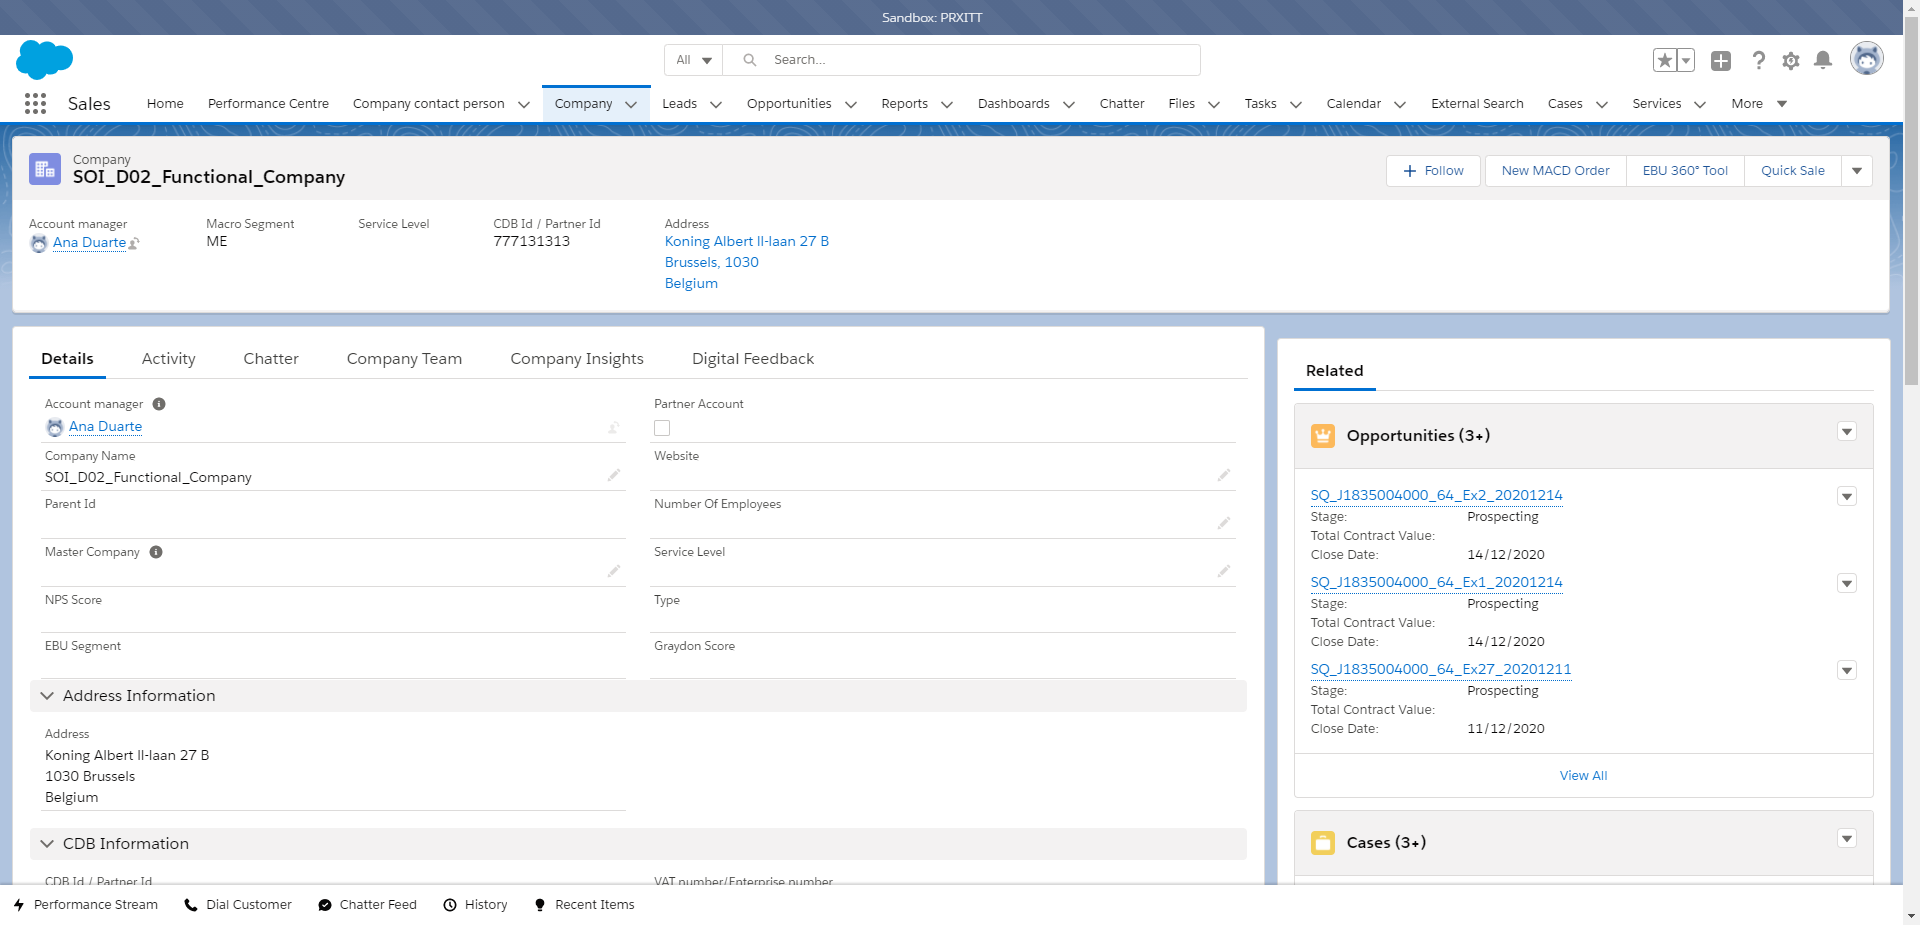 Sandbox: PRXITT
All
Search...
Sales
Home
Performance Centre
Company contact person
Company
Leads
Opportunities
Reports
Dashboards
Chatter
Files
Tasks
Calendar
External Search
Cases
Services
More
Company
SOI_D02_Functional_Company
Follow
New MACD Order
EBU 360° Tool
Quick Sale
Account manager
Ana Duarte
Macro Segment
ME
Service Level
CDB Id / Partner Id
777131313
Address
Koning Albert II-laan 27 B
Brussels, 1030
Belgium
Details
Activity
Chatter
Company Team
Company Insights
Digital Feedback
Account manager
Ana Duarte
Partner Account
Company Name
SOI_D02_Functional_Company
Website
Parent Id
Number Of Employees
Master Company
Service Level
NPS Score
Type
EBU Segment
Graydon Score
Address Information
Address
Koning Albert II-laan 27 B
1030 Brussels
Belgium
CDB Information
CDB Id / Partner Id
VAT number/Enterprise number
Related
Opportunities (3+)
SQ_J1835004000_64_Ex2_20201214
Stage: Prospecting
Total Contract Value:
Close Date: 14/12/2020
SQ_J1835004000_64_Ex1_20201214
Stage: Prospecting
Total Contract Value:
Close Date: 14/12/2020
SQ_J1835004000_64_Ex27_20201211
Stage: Prospecting
Total Contract Value:
Close Date: 11/12/2020
View All
Cases (3+)
Performance Stream
Dial Customer
Chatter Feed
History
Recent Items